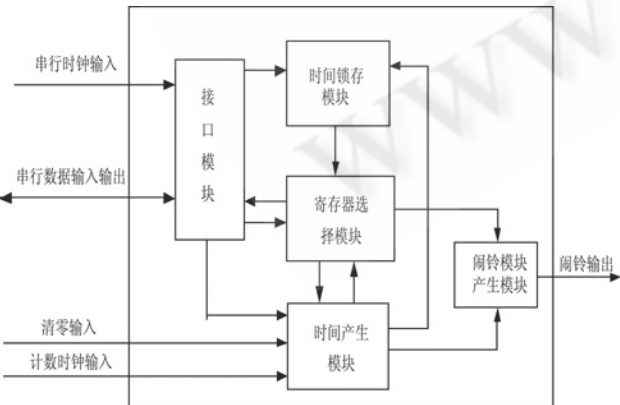 串行时钟输入
串行数据输入输出
清零输入
计数时钟输入
接
口
模
块
时间锁存
模块
寄存器选
择模块
时间产生
模块
闹铃模块
产生模块
闹铃输出
WWW